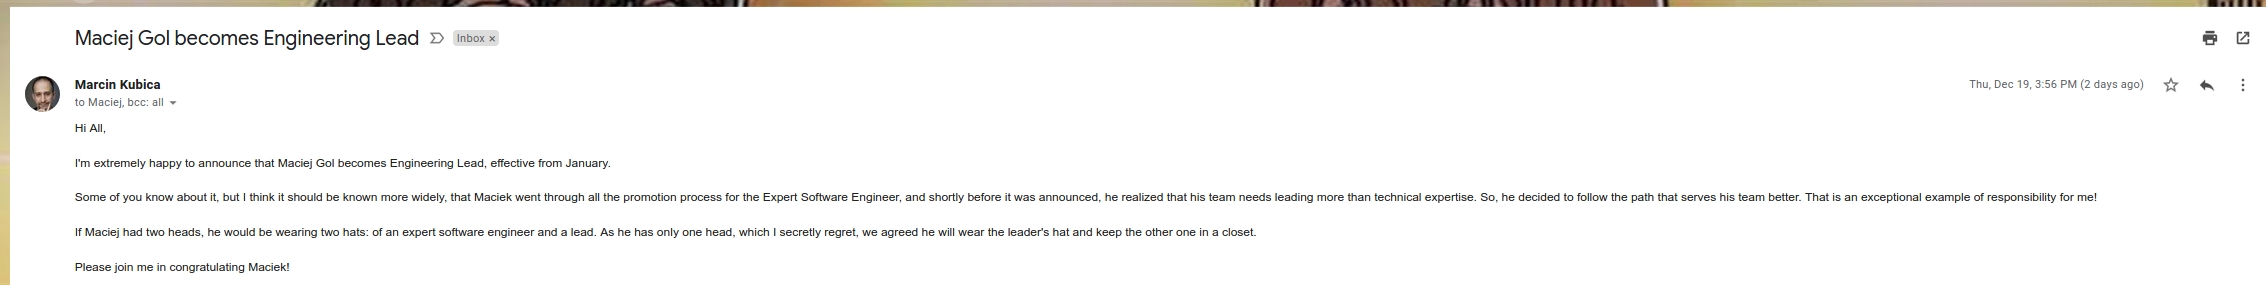 Maciej Gol becomes Engineering Lead Inbox ×
Marcin Kubica Thu, Dec 19, 3:56 PM (2 days ago)
to Maciej, bcc: all
Hi All,
I'm extremely happy to announce that Maciej Gol becomes Engineering Lead, effective from January.
Some of you know about it, but I think it should be known more widely, that Maciek went through all the promotion process for the Expert Software Engineer, and shortly before it was announced, he realized that his team needs leading more than technical expertise. So, he decided to follow the path that serves his team better. That is an exceptional example of responsibility for me!
If Maciej had two heads, he would be wearing two hats: of an expert software engineer and a lead. As he has only one head, which I secretly regret, we agreed he will wear the leader's hat and keep the other one in a closet.
Please join me in congratulating Maciek!